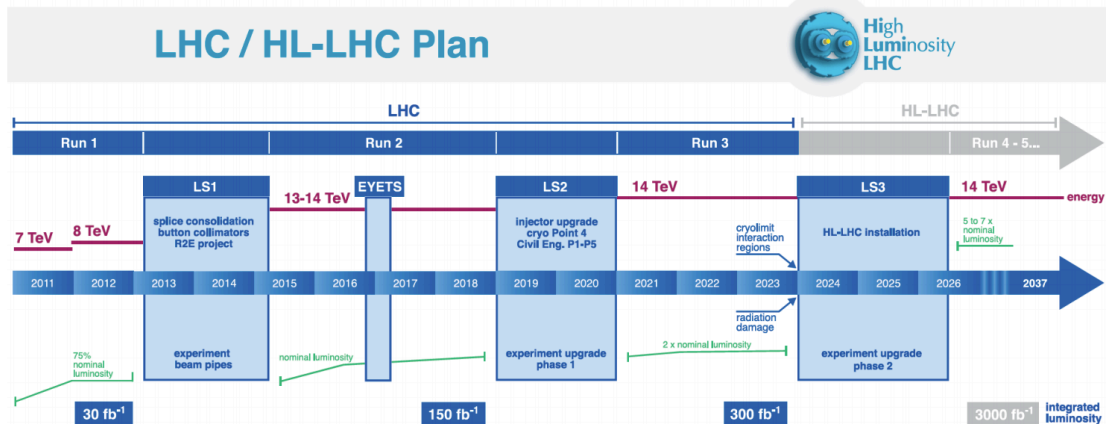 LHC / HL-LHC Plan
High
Luminosity
LHC
LHC
HL-LHC
Run 1
Run 2
Run 3
Run 4 - 5...
LS1
EYETS
LS2
LS3
13-14 TeV
14 TeV
14 TeV
energy
7 TeV
8 TeV
splice consolidation
button collimators
R2E project
injector upgrade
cryo Point 4
Civil Eng. P1-P5
cryolimit
interaction
regions
HL-LHC installation
5 to 7 x
nominal
luminosity
2011
2012
2013
2014
2015
2016
2017
2018
2019
2020
2021
2022
2023
2024
2025
2026
2037
radiation
damage
75%
nominal
luminosity
experiment
beam pipes
nominal luminosity
experiment upgrade
phase 1
2 x nominal luminosity
experiment upgrade
phase 2
30 fb⁻¹
150 fb⁻¹
300 fb⁻¹
3000 fb⁻¹
integrated
luminosity